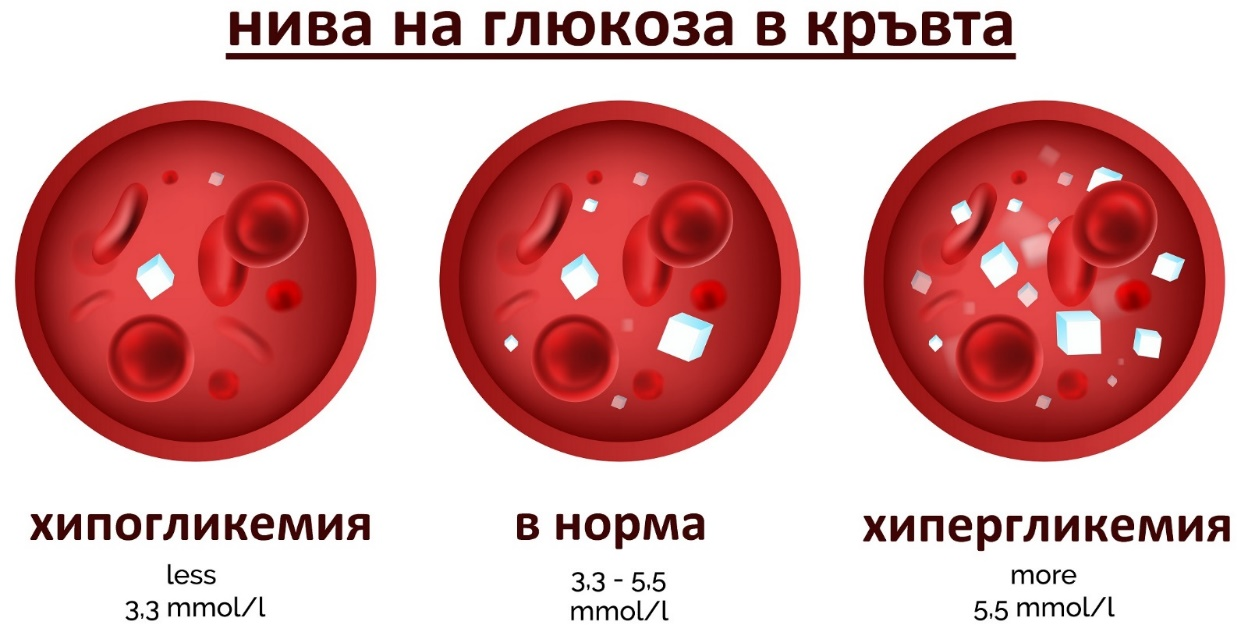 нива на глюкоза в кръвта
хипогликемия
less
3,3 mmol/l
в норма
3,3 - 5,5
mmol/l
хипергликемия
more
5,5 mmol/l